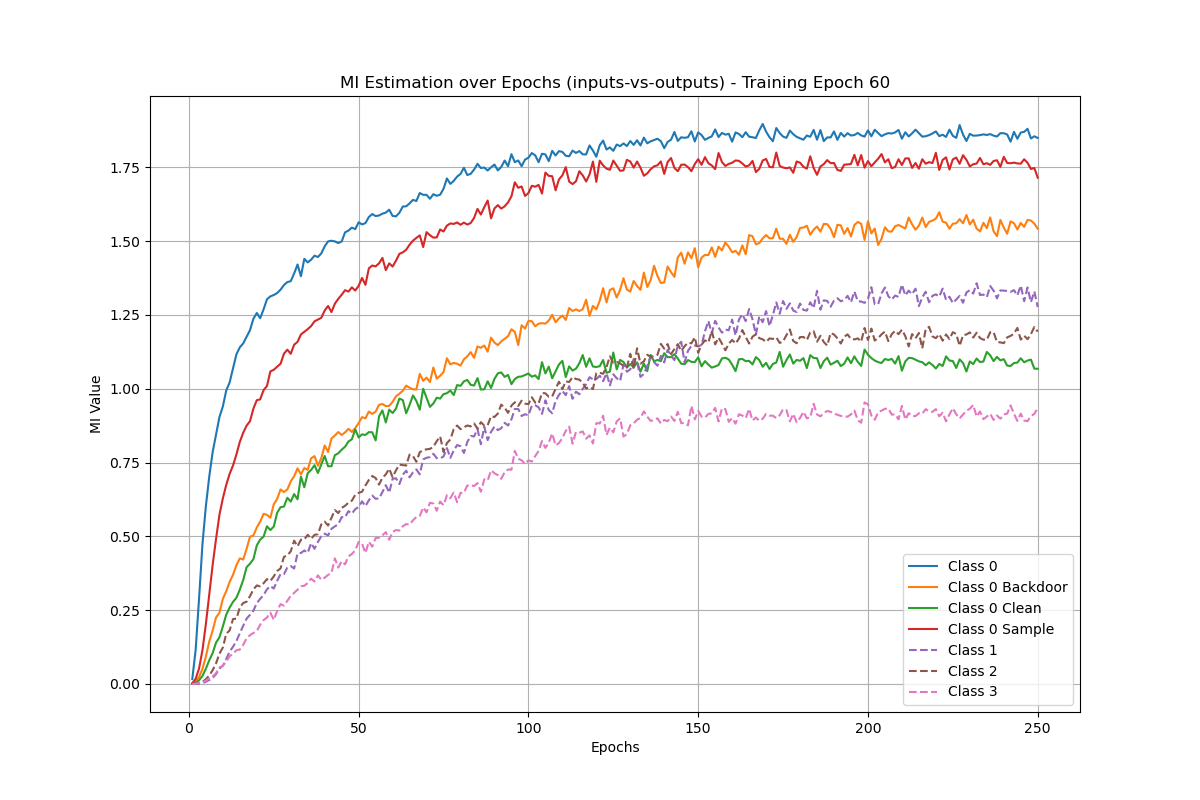 MI Estimation over Epochs (inputs-vs-outputs) - Training Epoch 60
MI Value
1.75
1.50
1.25
1.00
0.75
0.50
0.25
0.00
0
50
100
150
200
250
Epochs
Class 0
Class 0 Backdoor
Class 0 Clean
Class 0 Sample
Class 1
Class 2
Class 3